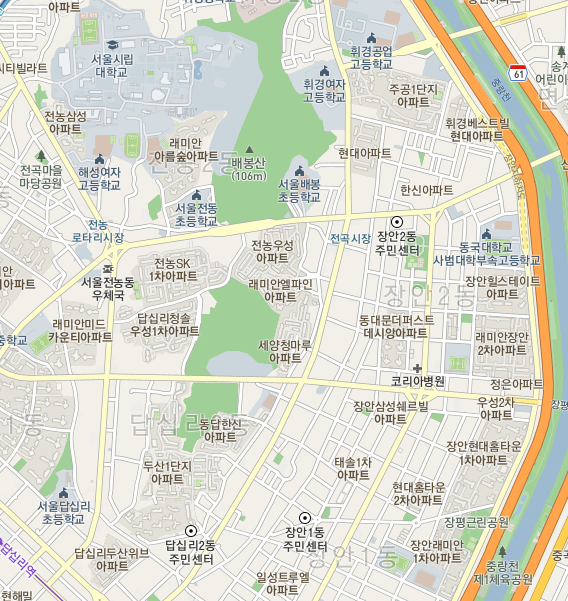 아파트
휘경공업
고등학교
장안
송계
어린이
61
중랑천
면
서울시립
대학교
씨티빌라트
휘경여자
고등학교
주공1단지
아파트
전농삼성
아파트
휘경베스트빌
현대아파트
래미안
아름숲아파트
현대아파트
배봉산
(106m)
전곡마을
마당공원
해성여자
고등학교
서울배봉
초등학교
한신아파트
서울전동
초등학교
전농
로타리시장
전곡시장
장안2동
주민센터
동국대학교
사범대학부속고등학교
전농우성
아파트
전농SK
1차아파트
서울전농동
우체국
래미안엘파인
아파트
장안2동
장안힐스테이트
아파트
래미안미드
카운티아파트
답십리청솔
우성1차아파트
동대문더퍼스트
데시앙아파트
래미안장안
2차아파트
중학교
세양청마루
아파트
코리아병원
정은아파트
장안삼성쉐르빌
아파트
우성2차
아파트
답십리
동답한신
아파트
1동
장안현대홈타운
1차아파트
두산1단지
아파트
태솔1차
아파트
현대홈타운
2차아파트
서울답십리
초등학교
장평근린공원
장안1동
주민센터
답십리2동
주민센터
답십리역
답십리두산위브
아파트
장안래미안
1차아파트
장안1동
중랑천
제1체육공원
일성트루엘
아파트
현해밀